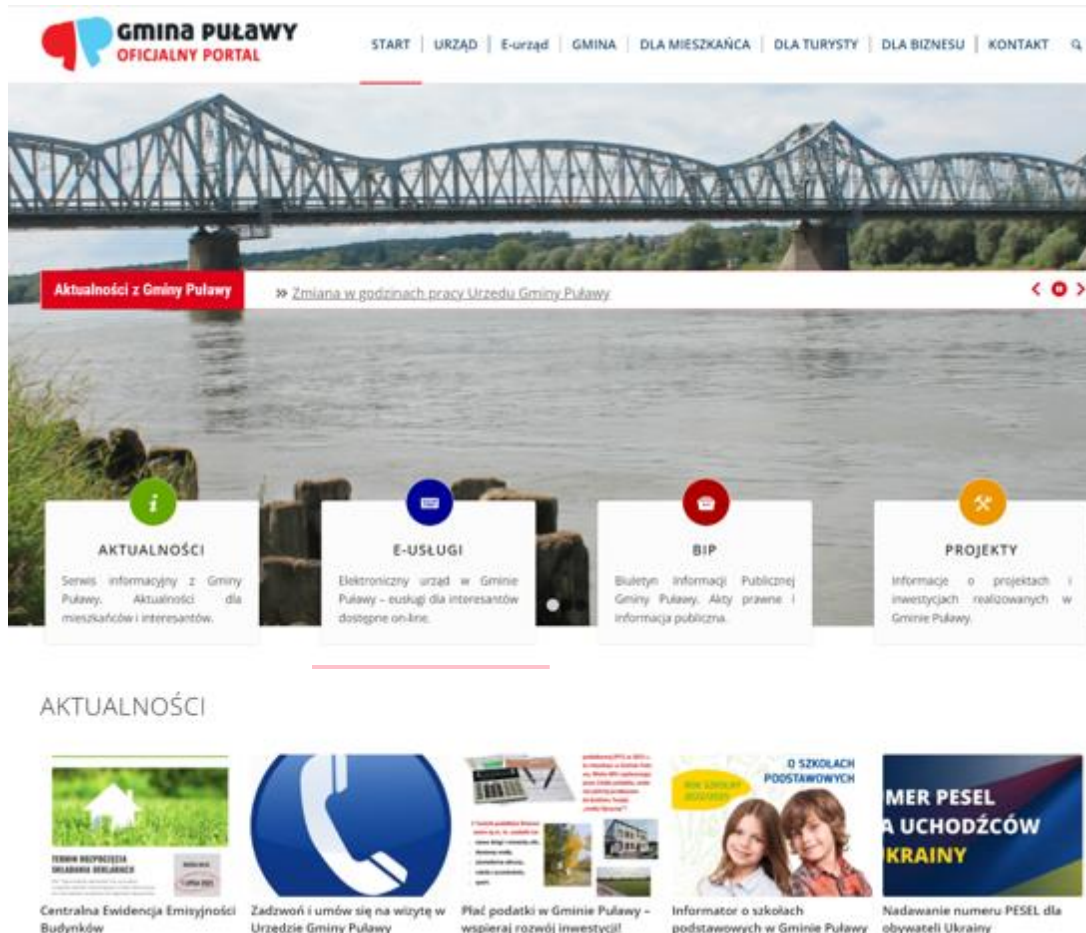 GMINA PUŁAWY
OFICJALNY PORTAL
START
URZĄD
E-urząd
GMINA
DLA MIESZKAŃCA
DLA TURYSTY
DLA BIZNESU
KONTAKT
Aktualności z Gminy Puławy
» Zmiana w godzinach pracy Urzedu Gminy Puławy
AKTUALNOŚCI
Serwis informacyjny z Gminy
Puławy. Aktualności dla
mieszkańców i interesantów.
E-USŁUGI
Elektroniczny urząd w Gminie
Puławy – eusługi dla interesantów
dostępne on-line.
BIP
Biuletyn Informacji Publicznej
Gminy Puławy. Akty prawne i
informacja publiczna.
PROJEKTY
Informacje o projektach i
inwestycjach realizowanych w
Gminie Puławy.
AKTUALNOŚCI
TERMIN ROZPOCZĘCIA
SKŁADANIA DEKLARACJI
Centralna Ewidencja Emisyjności
Budynków
Zadzwoń i umów się na wizytę w
Urzędzie Gminy Puławy
Płać podatki w Gminie Puławy –
wspieraj rozwój inwestycji!
O SZKOŁACH
PODSTAWOWYCH
Informator o szkołach
podstawowych w Gminie Puławy
MER PESEL
A UCHODŹCÓW
KRAINY
Nadawanie numeru PESEL dla
obywateli Ukrainy